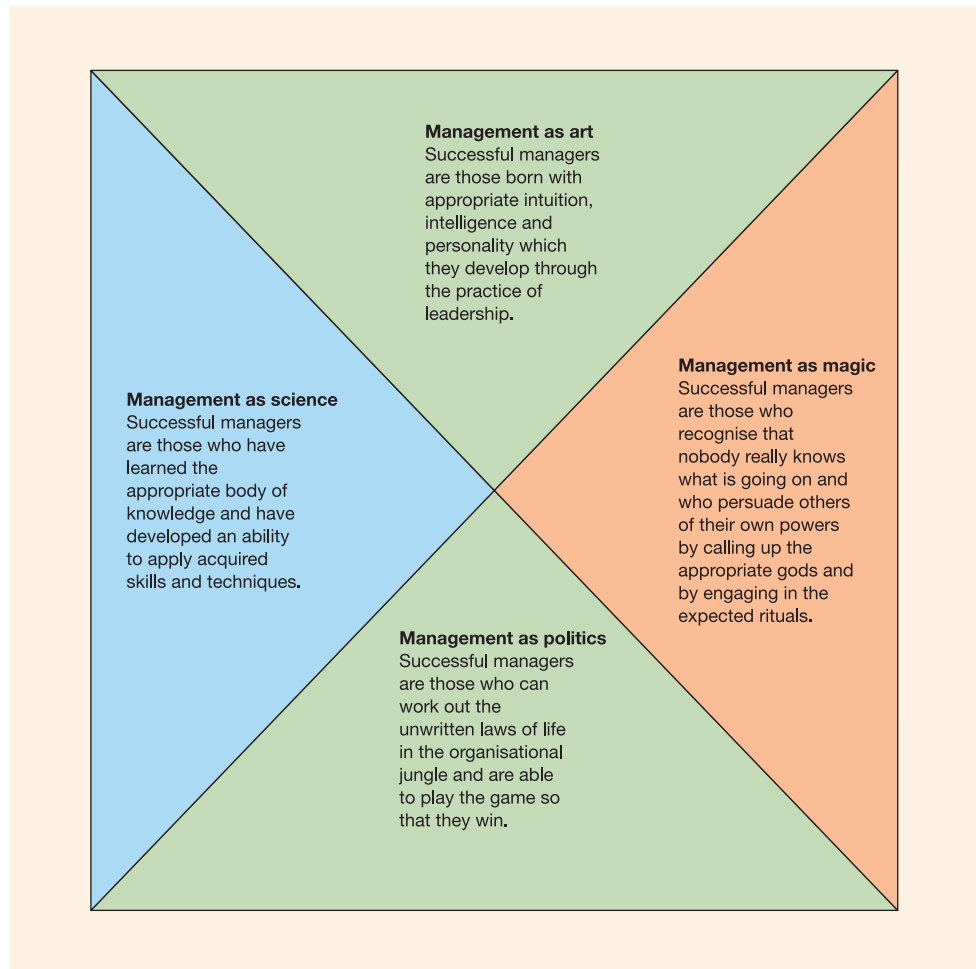 Management as art
Successful managers
are those born with
appropriate intuition,
intelligence and
personality which
they develop through
the practice of
leadership.
Management as science
Successful managers
are those who have
learned the
appropriate body of
knowledge and have
developed an ability
to apply acquired
skills and techniques.
Management as magic
Successful managers
are those who
recognise that
nobody really knows
what is going on and
who persuade others
of their own powers
by calling up the
appropriate gods and
by engaging in the
expected rituals.
Management as politics
Successful managers
are those who can
work out the
unwritten laws of life
in the organisational
jungle and are able
to play the game so
that they win.